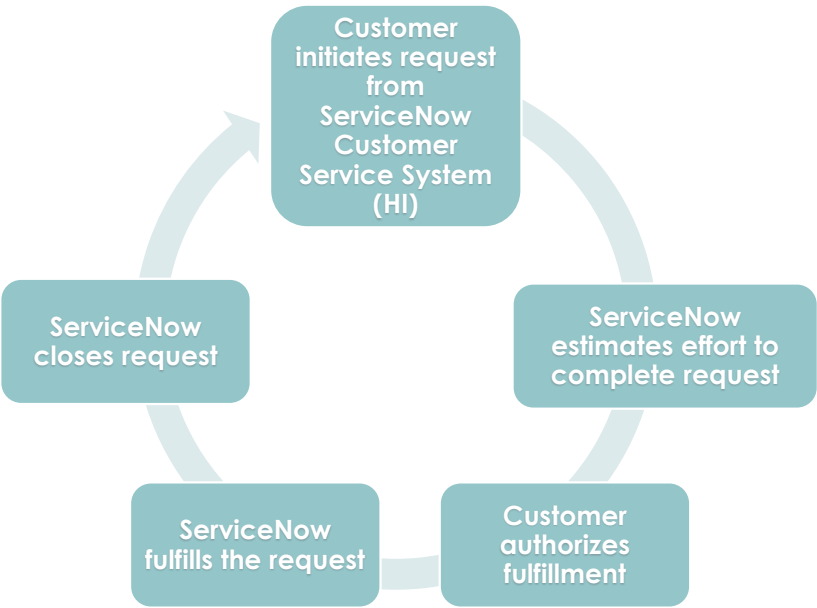 Customer
initiates request
from
ServiceNow
Customer
Service System
(HI)
ServiceNow
estimates effort to
complete request
Customer
authorizes
fulfillment
ServiceNow
fulfills the request
ServiceNow
closes request